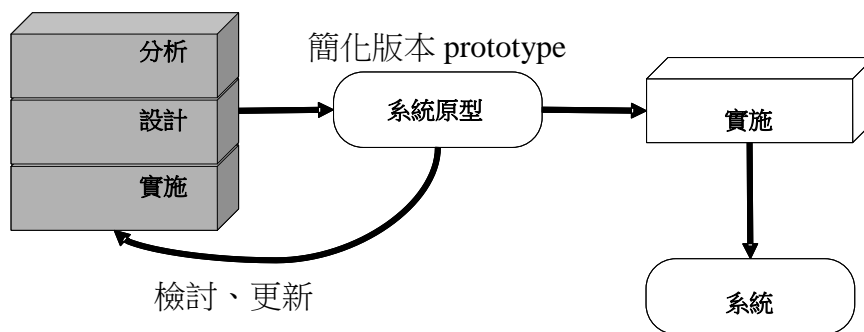 簡化版本 prototype
分析
設計
實施
系統原型
實施
檢討、更新
系統